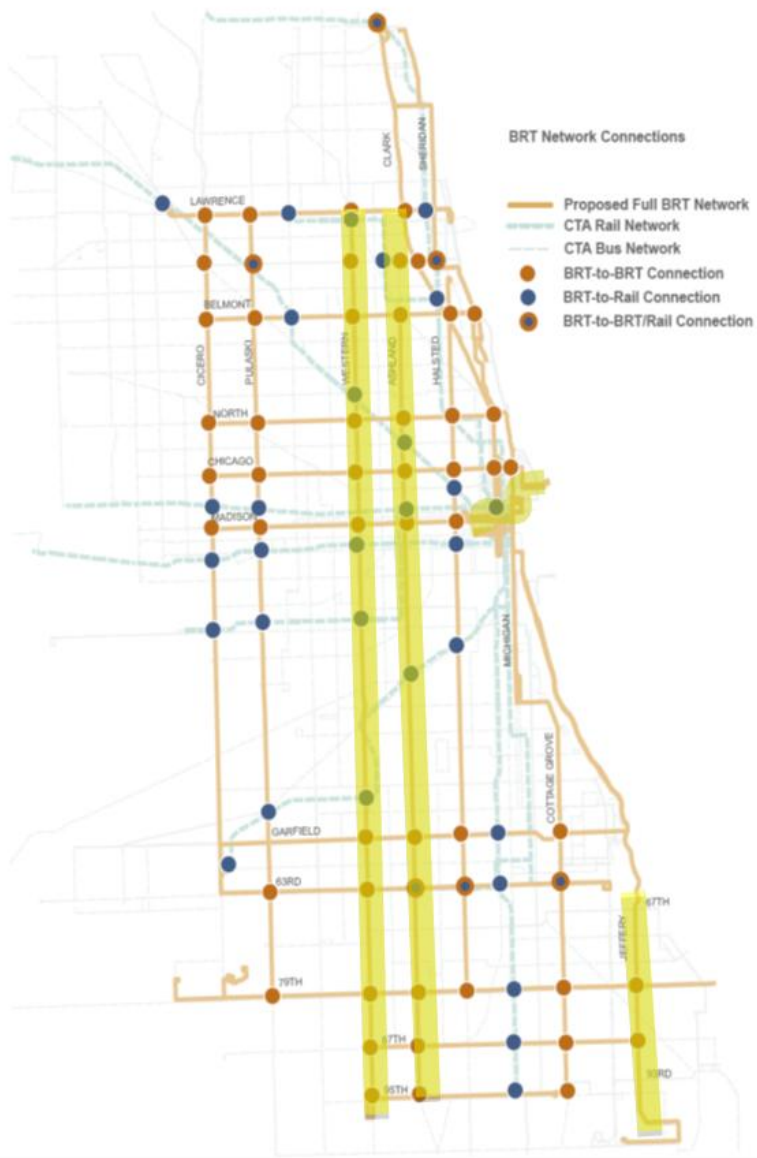 BRT Network Connections
Proposed Full BRT Network
CTA Rail Network
CTA Bus Network
BRT-to-BRT Connection
BRT-to-Rail Connection
BRT-to-BRT/Rail Connection
CLARK
SHERIDAN
LAWRENCE
BELMONT
CICERO
PULASKI
WESTERN
ASHLAND
HALSTED
NORTH
CHICAGO
MADISON
MICHIGAN
COTTAGE GROVE
GARFIELD
63RD
67TH
JEFFERY
79TH
87TH
93RD
95TH